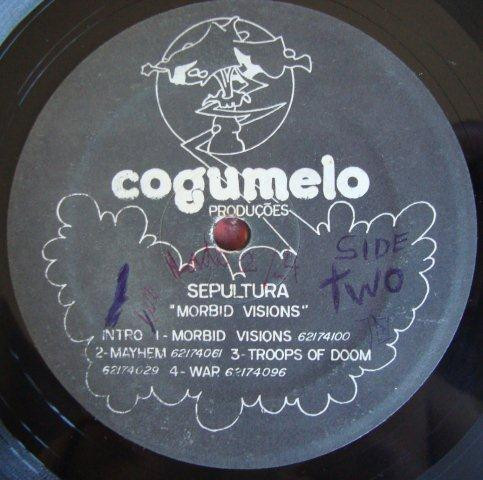 cogumelo
PRODUÇÕES
SIDE
TWO
SEPULTURA
"MORBID VISIONS"
INTRO 1-MORBID VISIONS 62174100
2-MAYHEM 62174061 3-TROOPS OF DOOM
62174029 4-WAR 62174096